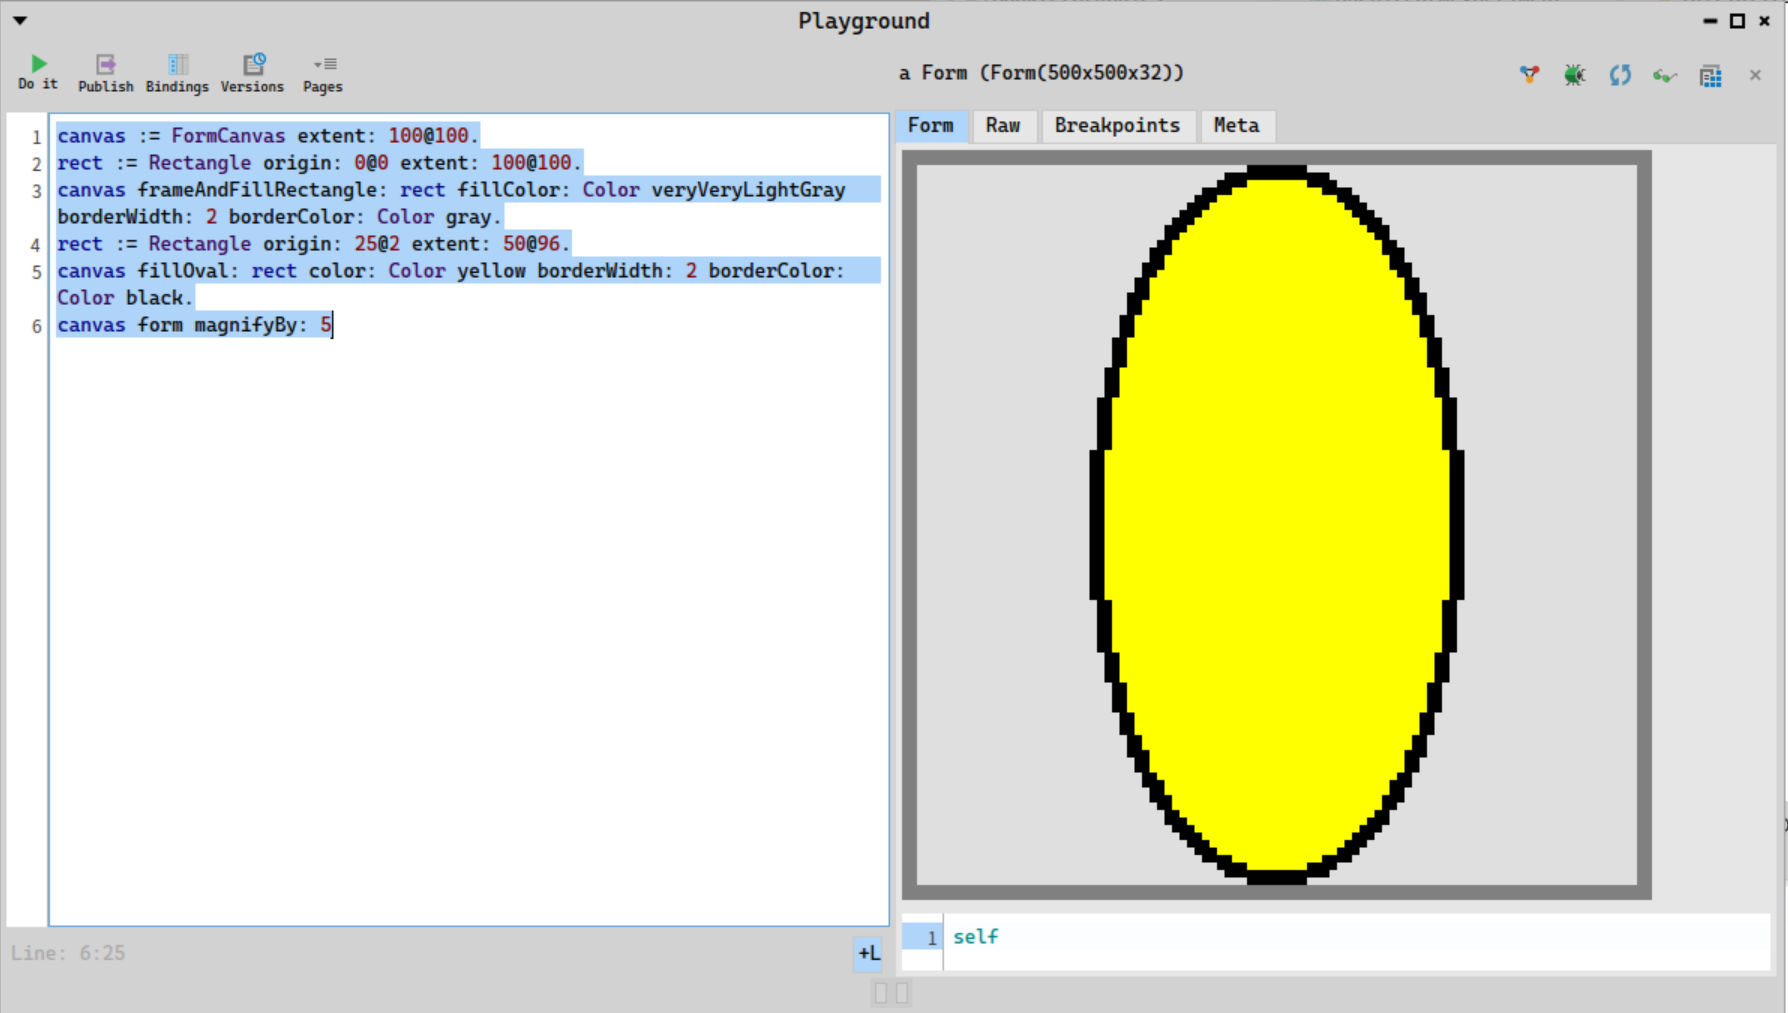 Playground
Do it
Publish
Bindings
Versions
Pages
a Form (Form(500x500x32))
1 canvas := FormCanvas extent: 100@100.
2 rect := Rectangle origin: 0@0 extent: 100@100.
3 canvas frameAndFillRectangle: rect fillColor: Color veryVeryLightGray
borderWidth: 2 borderColor: Color gray.
4 rect := Rectangle origin: 25@2 extent: 50@96.
5 canvas fillOval: rect color: Color yellow borderWidth: 2 borderColor:
Color black.
6 canvas form magnifyBy: 5
Form
Raw
Breakpoints
Meta
1 self
Line: 6:25
+L